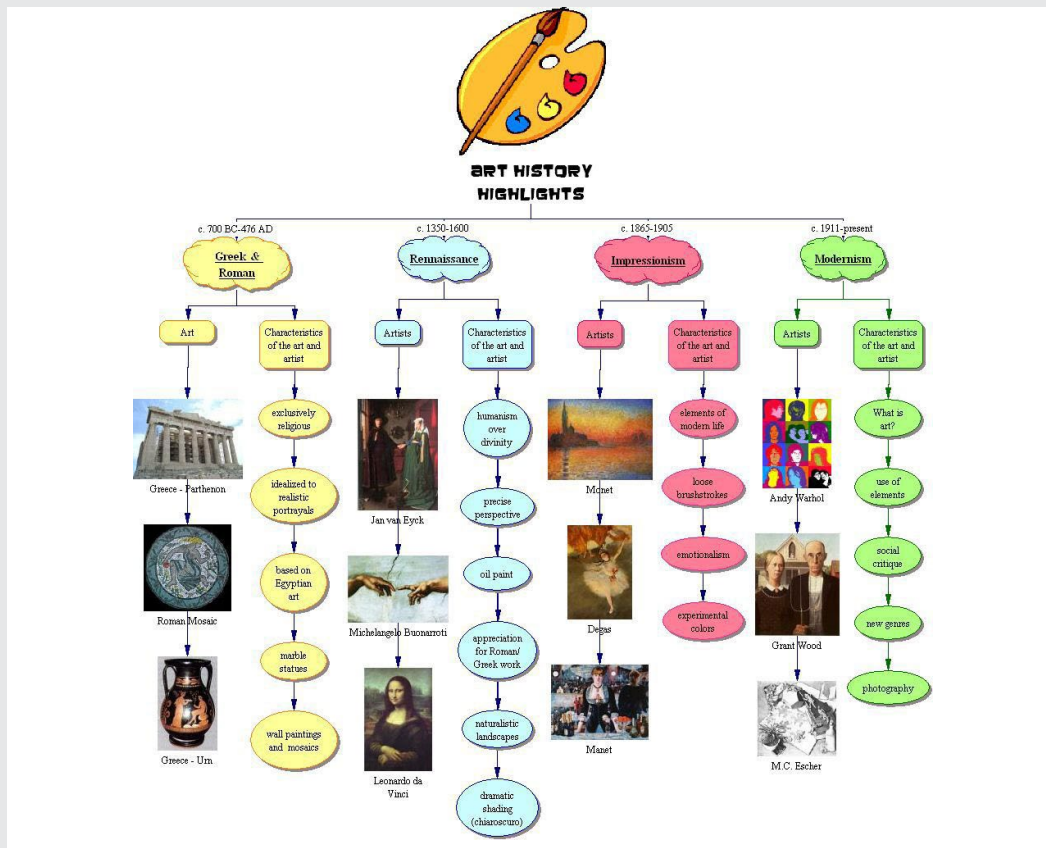 ART HISTORY
HIGHLIGHTS
c. 700 BC-476 AD
Greek &
Roman
Art
Greece - Parthenon
Roman Mosaic
Greece - Urn
Characteristics
of the art and
artist
exclusively
religious
idealized to
realistic
portrayals
based on
Egyptian
art
marble
statues
wall paintings
and mosaics
c. 1350-1600
Rennaissance
Artists
Jan van Eyck
Michelangelo Buonarroti
Leonardo da
Vinci
Characteristics
of the art and
artist
humanism
over
divinity
precise
perspective
oil paint
appreciation
for Roman/
Greek work
naturalistic
landscapes
dramatic
shading
(chiaroscuro)
c. 1865-1905
Impressionism
Artists
Monet
Degas
Manet
Characteristics
of the art and
artist
elements of
modern life
loose
brushstrokes
emotionalism
experimental
colors
c. 1911-present
Modernism
Artists
Andy Warhol
Grant Wood
M.C. Escher
Characteristics
of the art and
artist
What is
art?
use of
elements
social
critique
new genres
photography